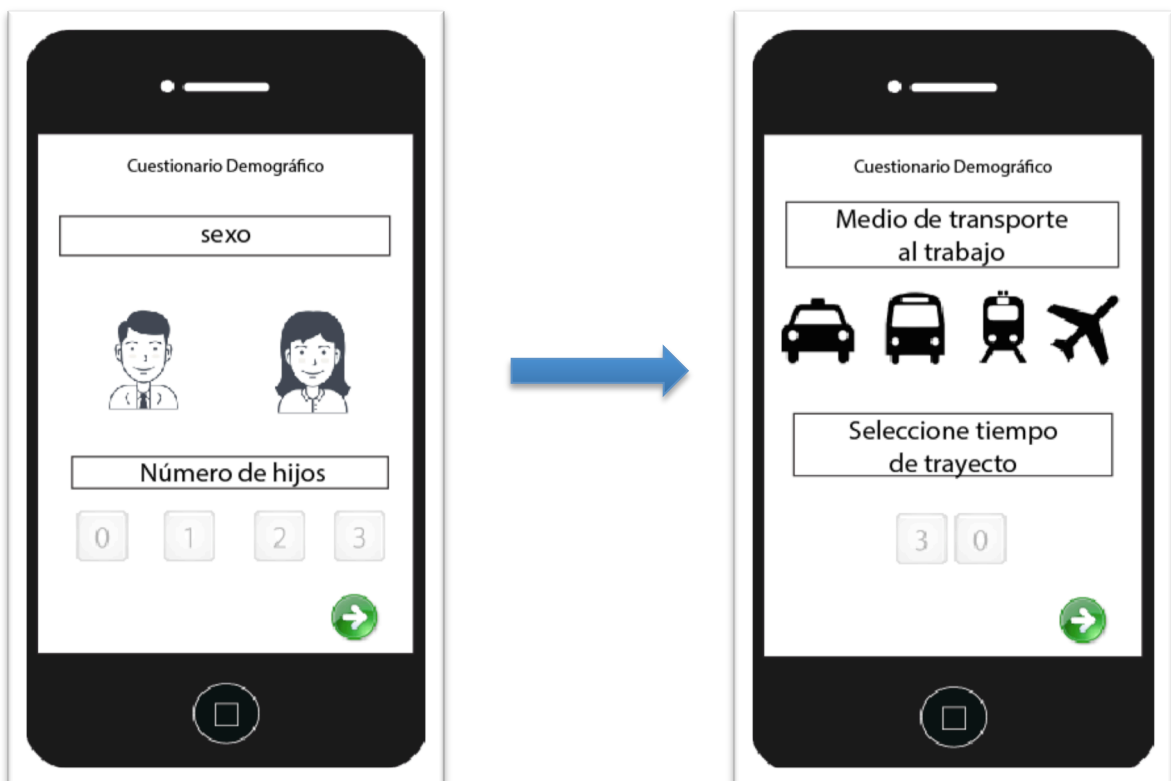 Cuestionario Demográfico
sexo
Número de hijos
0 1 2 3
Cuestionario Demográfico
Medio de transporte
al trabajo
Seleccione tiempo
de trayecto
3 0